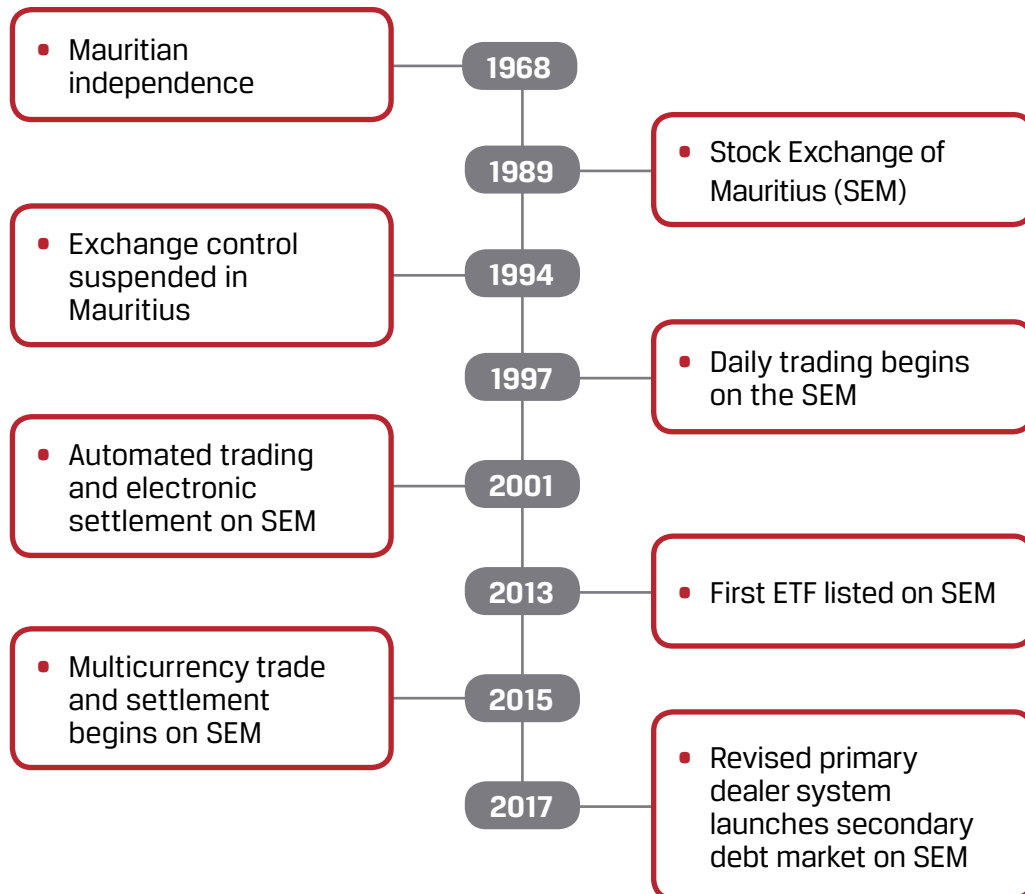 • Mauritian
independence
1968
1989
• Stock Exchange of
Mauritius (SEM)
• Exchange control
suspended in
Mauritius
1994
1997
• Daily trading begins
on the SEM
• Automated trading
and electronic
settlement on SEM
2001
2013
• First ETF listed on SEM
• Multicurrency trade
and settlement
begins on SEM
2015
2017
• Revised primary
dealer system
launches secondary
debt market on SEM